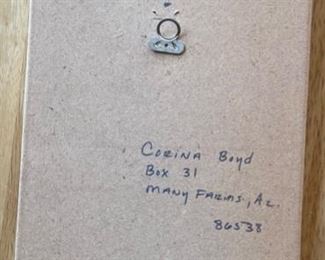 Corina Boyd
Box 31
Many Farms, Az.
86538